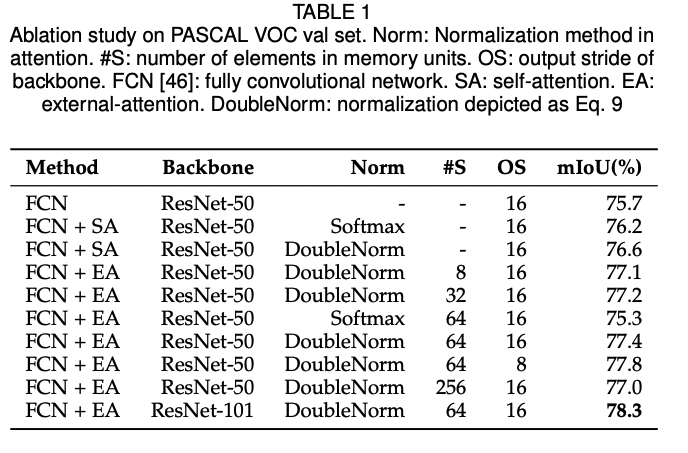 TABLE 1
Ablation study on PASCAL VOC val set. Norm: Normalization method in
attention. #S: number of elements in memory units. OS: output stride of
backbone. FCN [46]: fully convolutional network. SA: self-attention. EA:
external-attention. DoubleNorm: normalization depicted as Eq. 9
Method Backbone Norm #S OS mIoU(%)
FCN ResNet-50 - - 16 75.7
FCN + SA ResNet-50 Softmax - 16 76.2
FCN + SA ResNet-50 DoubleNorm - 16 76.6
FCN + EA ResNet-50 DoubleNorm 8 16 77.1
FCN + EA ResNet-50 DoubleNorm 32 16 77.2
FCN + EA ResNet-50 Softmax 64 16 75.3
FCN + EA ResNet-50 DoubleNorm 64 16 77.4
FCN + EA ResNet-50 DoubleNorm 64 8 77.8
FCN + EA ResNet-50 DoubleNorm 256 16 77.0
FCN + EA ResNet-101 DoubleNorm 64 16 78.3